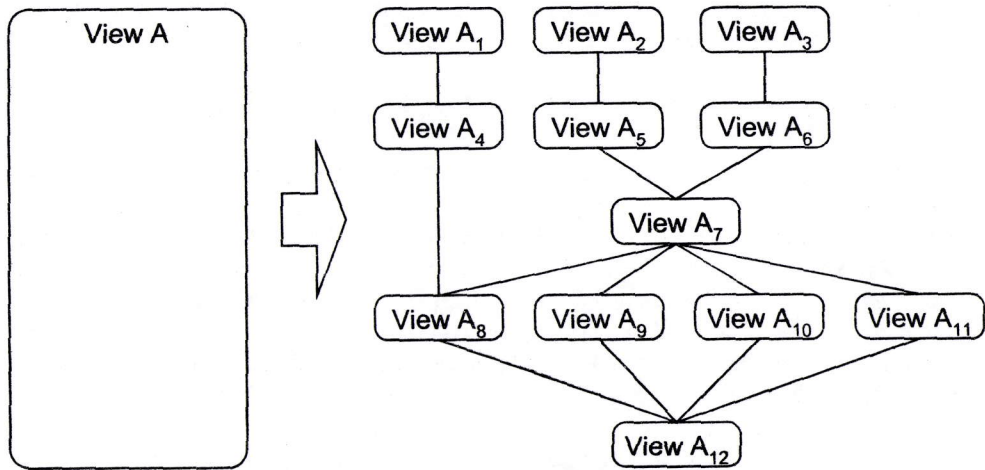 View A
View A₁
View A₂
View A₃
View A₄
View A₅
View A₆
View A₇
View A₈
View A₉
View A₁₀
View A₁₁
View A₁₂